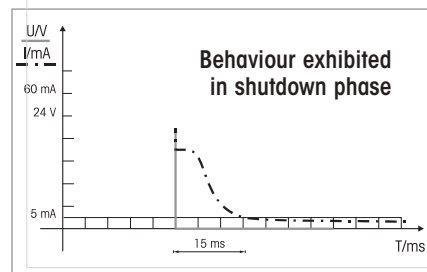 U/V
I/mA
Behaviour exhibited
in shutdown phase
60 mA
24 V
5 mA
T/ms
15 ms